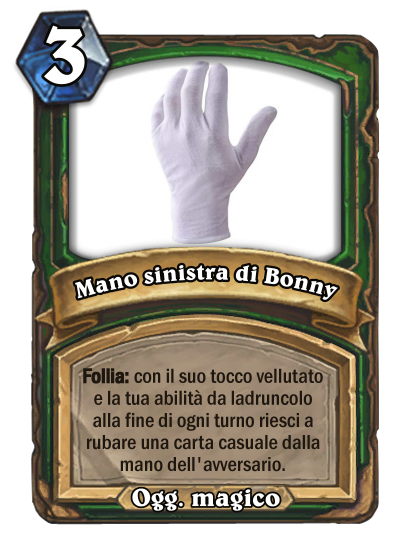 3
Mano sinistra di Bonny
Follia: con il suo tocco vellutato
e la tua abilità da ladruncolo
alla fine di ogni turno riesci a
rubare una carta casuale dalla
mano dell'avversario.
Ogg. magico